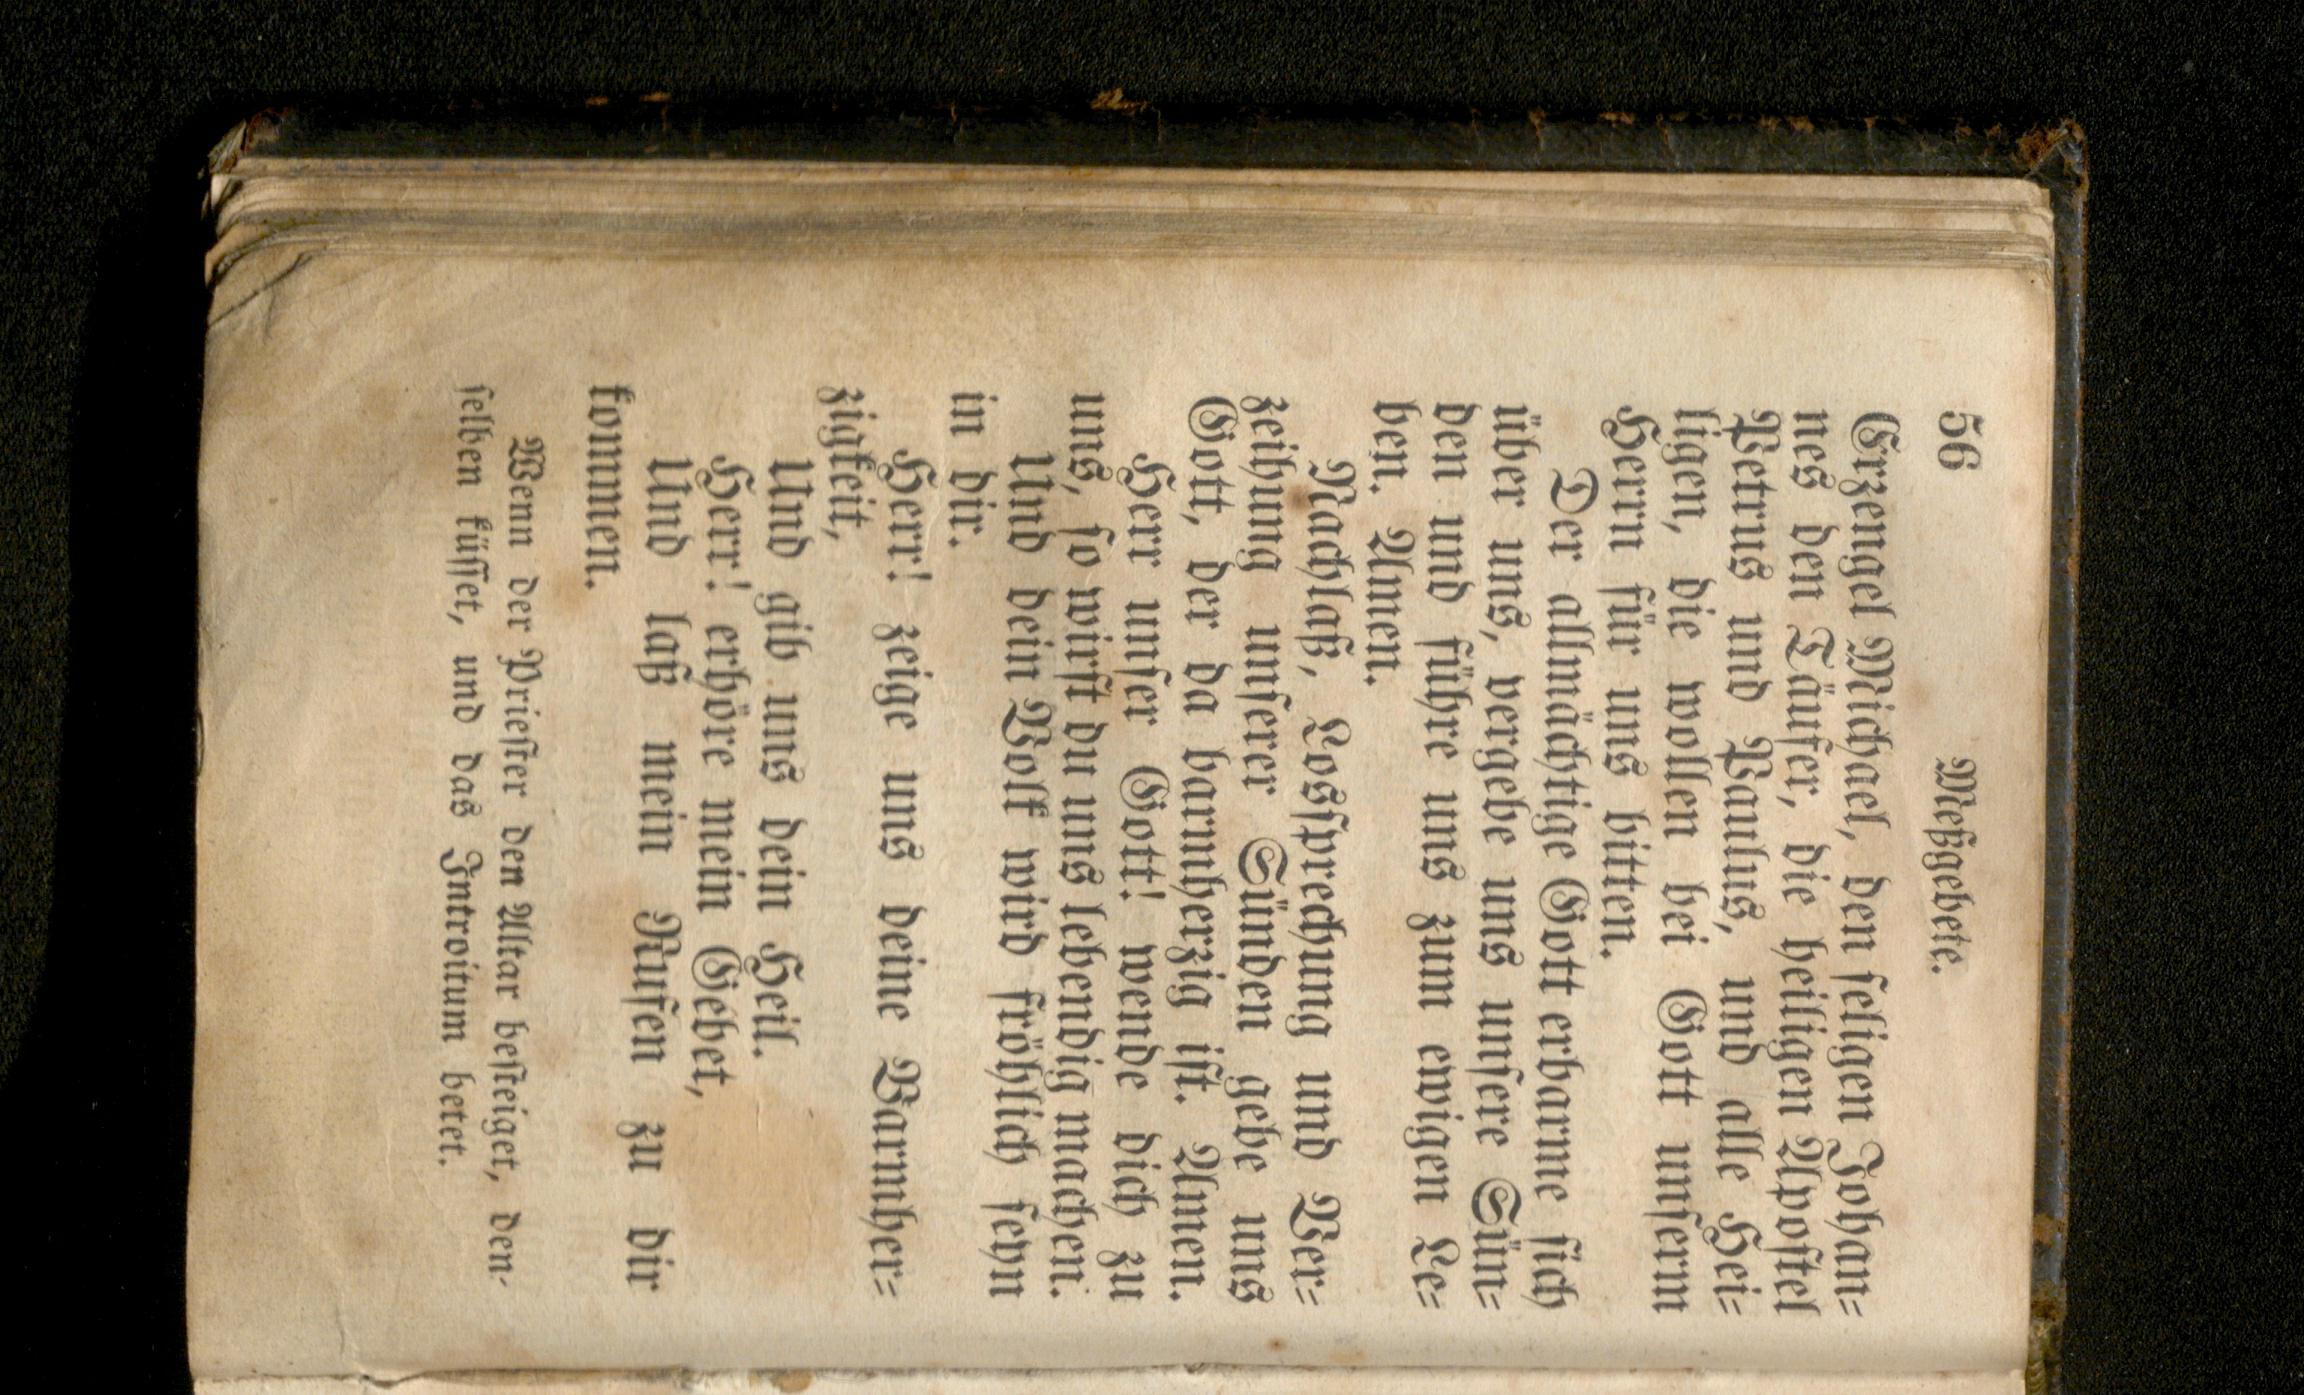 56
Meßgebete.
Erzengel Michael, den seligen Johan=
nes den Täufer, die heiligen Apostel
Petrus und Paulus, und alle Hei=
ligen, die wollen bei Gott unserm
Herrn für uns bitten.
Der allmächtige Gott erbarme sich
über uns, vergebe uns unsere Sün=
den und führe uns zum ewigen Le=
ben. Amen.
Nachlaß, Lossprechung und Ver=
zeihung unserer Sünden gebe uns
Gott, der da barmherzig ist. Amen.
Herr unser Gott! wende dich zu
uns, so wirst du uns lebendig machen.
Und dein Volk wird fröhlich seyn
in dir.
Herr! zeige uns deine Barmher=
zigkeit,
Und gib uns dein Heil.
Herr! erhöre mein Gebet,
Und laß mein Rufen zu dir
kommen.
Wenn der Priester den Altar besteiget, den-
selben küsset, und das Introitum betet.